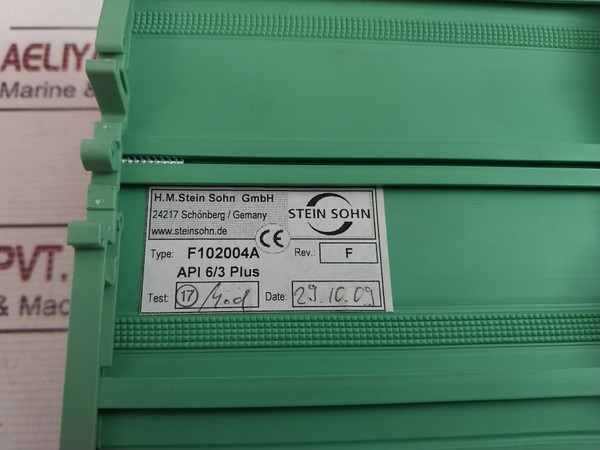 AELIYA
Marine &
PVT.
& Mac
H.M.Stein Sohn GmbH
24217 Schönberg / Gemany
www.steinsohn.de
STEIN SOHN
CE
Type: F102004A
Rev.: F
API 6/3 Plus
Test: 17
Date: 29.10.09